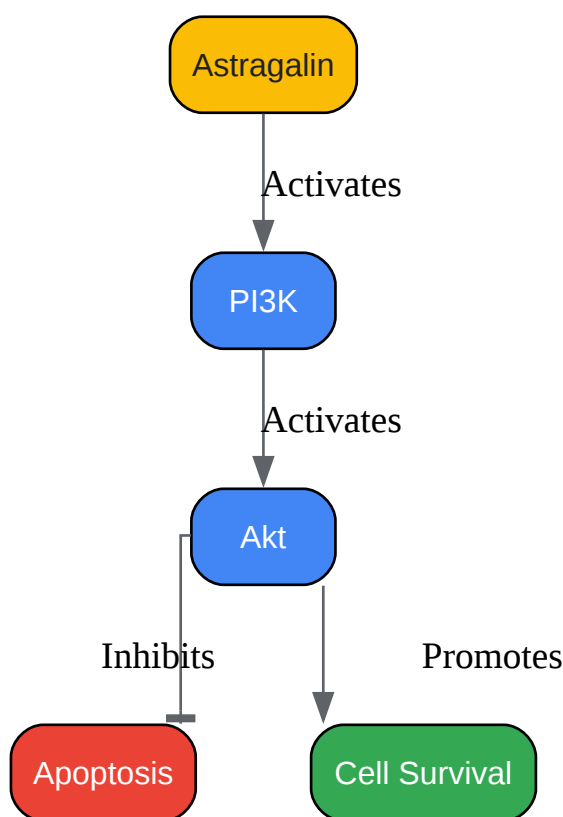 Astragalin
Activates
PI3K
Activates
Akt
Inhibits
Promotes
Apoptosis
Cell Survival